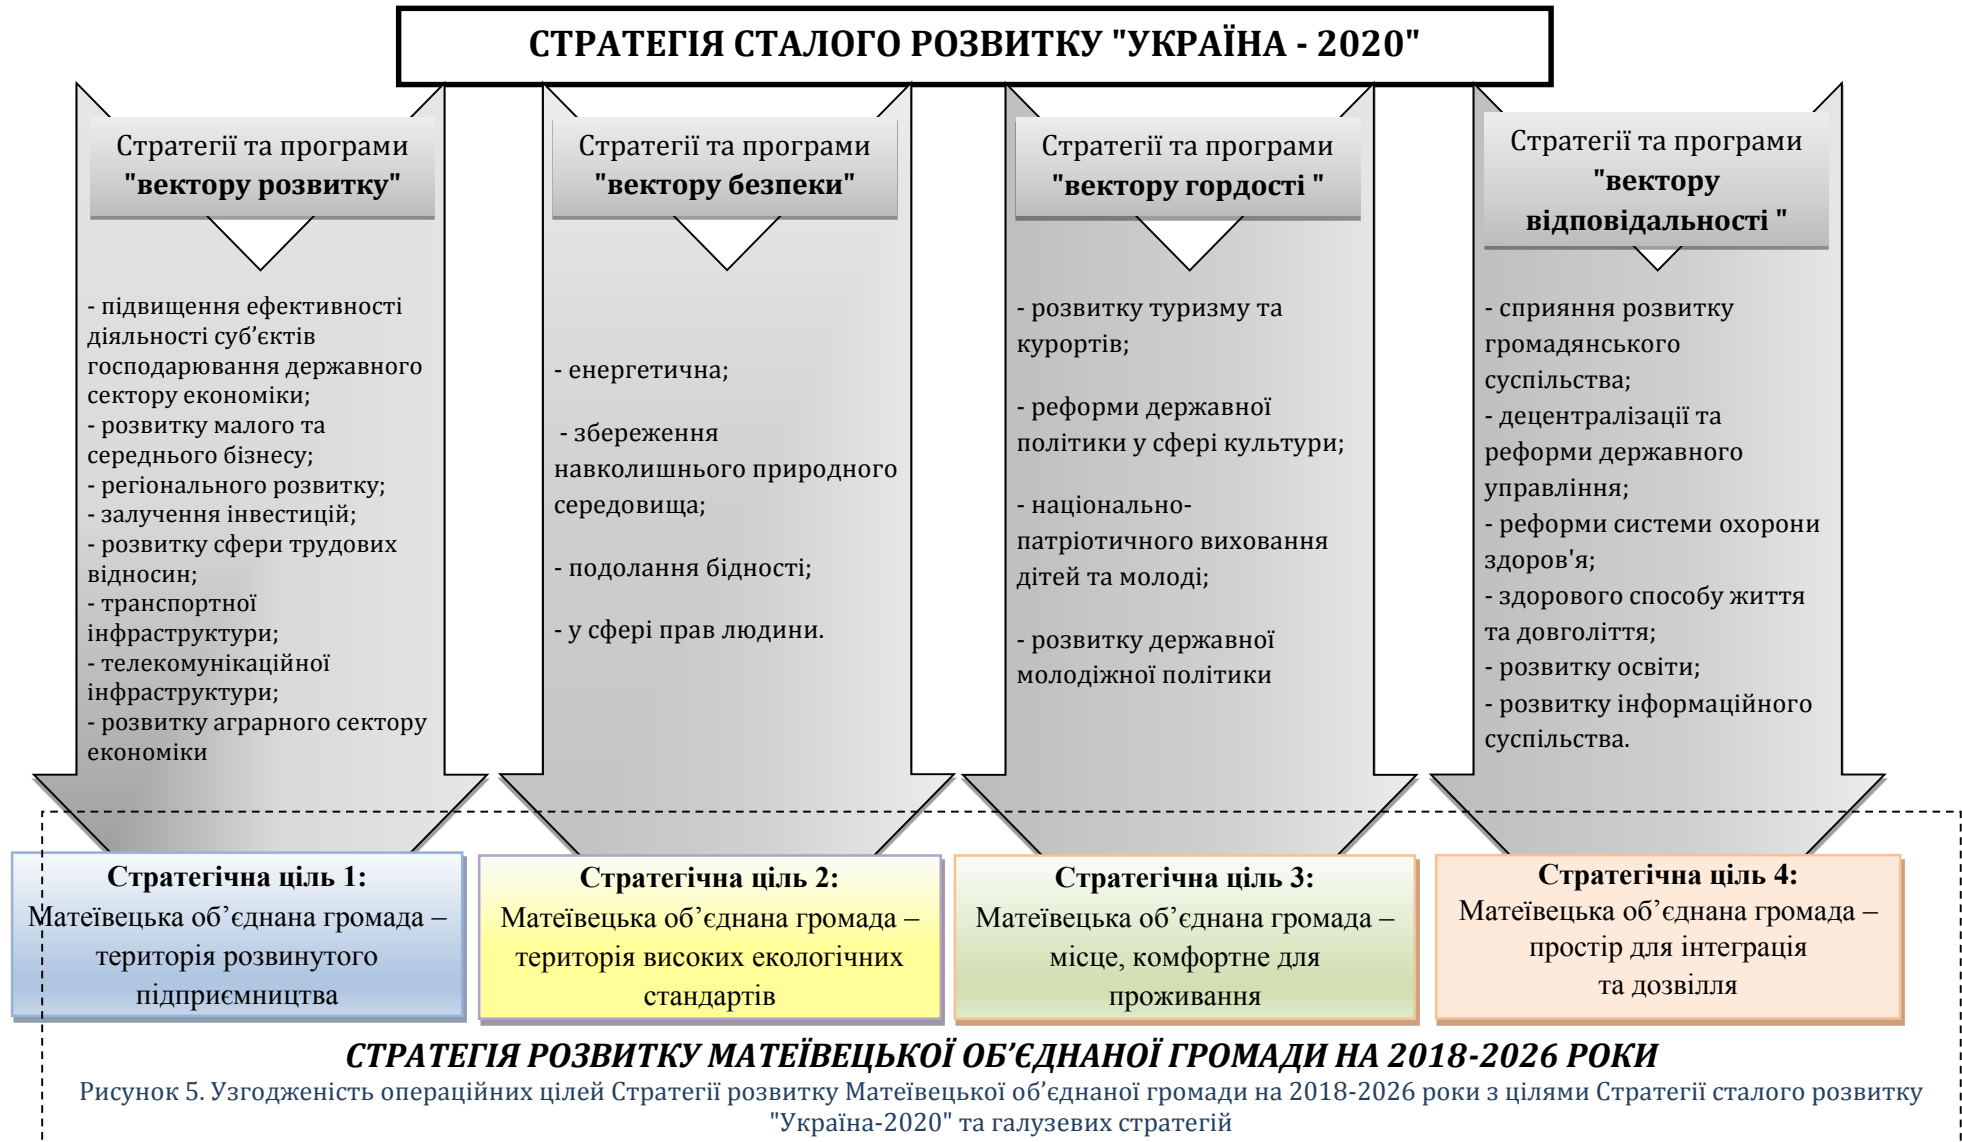 СТРАТЕГІЯ СТАЛОГО РОЗВИТКУ "УКРАЇНА - 2020"
Стратегії та програми
"вектору розвитку"
- підвищення ефективності
діяльності суб’єктів
господарювання державного
сектору економіки;
- розвитку малого та
середнього бізнесу;
- регіонального розвитку;
- залучення інвестицій;
- розвитку сфери трудових
відносин;
- транспортної
інфраструктури;
- телекомунікаційної
інфраструктури;
- розвитку аграрного сектору
економіки
Стратегії та програми
"вектору безпеки"
- енергетична;
- збереження
навколишнього природного
середовища;
- подолання бідності;
- у сфері прав людини.
Стратегії та програми
"вектору гордості "
- розвитку туризму та
курортів;
- реформи державної
політики у сфері культури;
- національно-
патріотичного виховання
дітей та молоді;
- розвитку державної
молодіжної політики
Стратегії та програми
"вектору
відповідальності "
- сприяння розвитку
громадянського
суспільства;
- децентралізації та
реформи державного
управління;
- реформи системи охорони
здоров'я;
- здорового способу життя
та довголіття;
- розвитку освіти;
- розвитку інформаційного
суспільства.
Стратегічна ціль 1:
Матеївецька об’єднана громада –
територія розвинутого
підприємництва
Стратегічна ціль 2:
Матеївецька об’єднана громада –
територія високих екологічних
стандартів
Стратегічна ціль 3:
Матеївецька об’єднана громада –
місце, комфортне для
проживання
Стратегічна ціль 4:
Матеївецька об’єднана громада –
простір для інтеграція
та дозвілля
СТРАТЕГІЯ РОЗВИТКУ МАТЕЇВЕЦЬКОЇ ОБ’ЄДНАНОЇ ГРОМАДИ НА 2018-2026 РОКИ
Рисунок 5. Узгодженість операційних цілей Стратегії розвитку Матеївецької об’єднаної громади на 2018-2026 роки з цілями Стратегії сталого розвитку
"Україна-2020" та галузевих стратегій